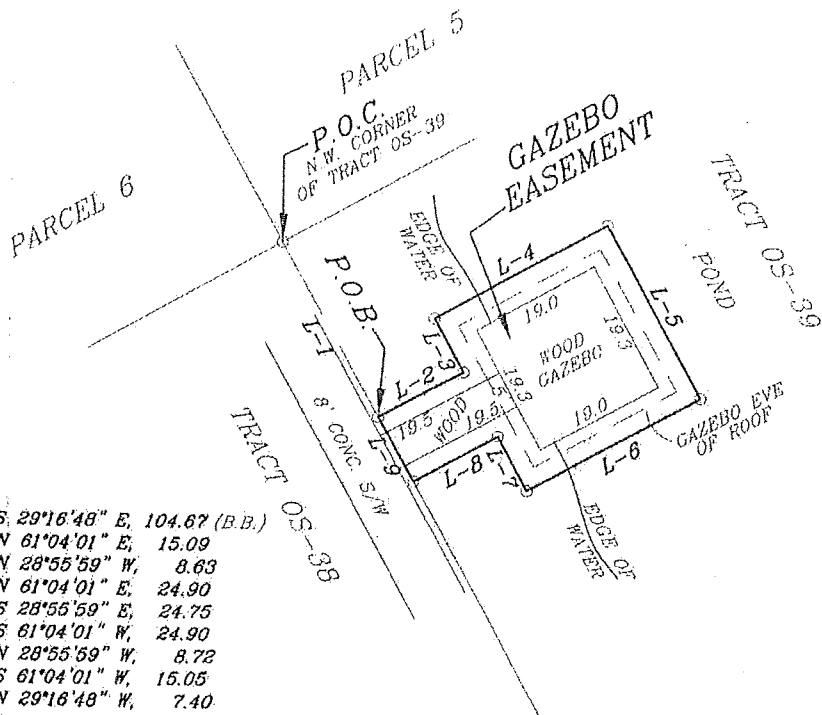 PARCEL 5
P.O.C.
N.W. CORNER
OF TRACT OS-39
PARCEL 6
GAZEBO
EASEMENT
TRACT OS-39
POND
EDGE OF
WATER
L-4
L-5
P.O.B.
L-1
L-3
L-2
19.0
19.3
WOOD
GAZEBO
19.3
5
19.0
19.5
WOOD
19.5
GAZEBO EVE
OF ROOF
L-6
L-7
L-8
L-9
8' CONC. S/W
TRACT OS-38
EDGE OF
WATER
S 29°16'48" E, 104.67 (B.B.)
N 61°04'01" E, 15.09
N 28°55'59" W, 8.63
N 61°04'01" E, 24.90
S 28°55'59" E, 24.75
S 61°04'01" W, 24.90
N 28°55'59" W, 8.72
S 61°04'01" W, 15.05
N 29°16'48" W, 7.40